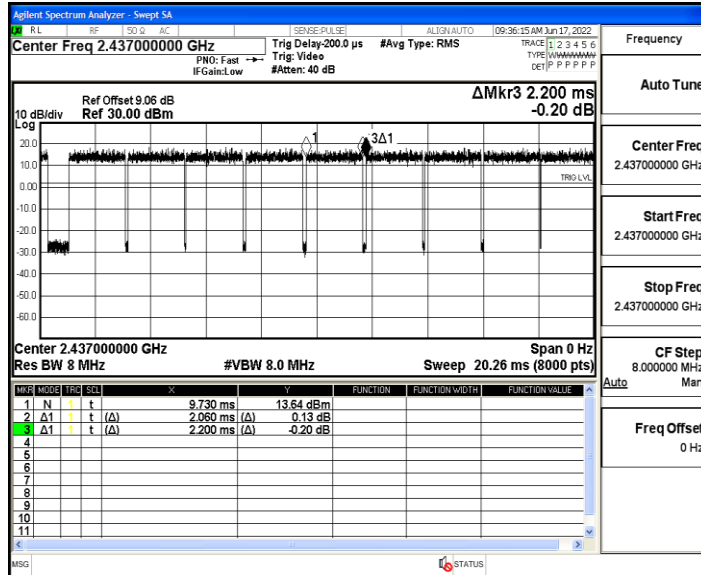 Agilent Spectrum Analyzer - Swept SA
LXI RL RF 50 Ω AC SENSE:PULSE ALIGNAUTO 09:36:15 AM Jun 17, 2022
Center Freq 2.437000000 GHz
PNO: Fast
IFGain:Low
Trig Delay-200.0 µs
Trig: Video
#Atten: 40 dB
#Avg Type: RMS
TRACE 1 2 3 4 5 6
TYPE WWWWWW
DET P P P P P P
Ref Offset 9.06 dB
10 dB/div Ref 30.00 dBm
Log
ΔMkr3 2.200 ms
-0.20 dB
20.0
10.0
0.00
-10.0
-20.0
-30.0
-40.0
-50.0
-60.0
1
3Δ1
TRIG LVL
Center 2.437000000 GHz Span 0 Hz
Res BW 8 MHz #VBW 8.0 MHz Sweep 20.26 ms (8000 pts)
MKR MODE TRC SCL X Y FUNCTION FUNCTION WIDTH FUNCTION VALUE
1 N 1 t 9.730 ms 13.64 dBm
2 Δ1 1 t (Δ) 2.060 ms (Δ) 0.13 dB
3 Δ1 1 t (Δ) 2.200 ms (Δ) -0.20 dB
4
5
6
7
8
9
10
11
MSG STATUS
Frequency
Auto Tune
Center Freq
2.437000000 GHz
Start Freq
2.437000000 GHz
Stop Freq
2.437000000 GHz
CF Step
8.000000 MHz
Auto Man
Freq Offset
0 Hz